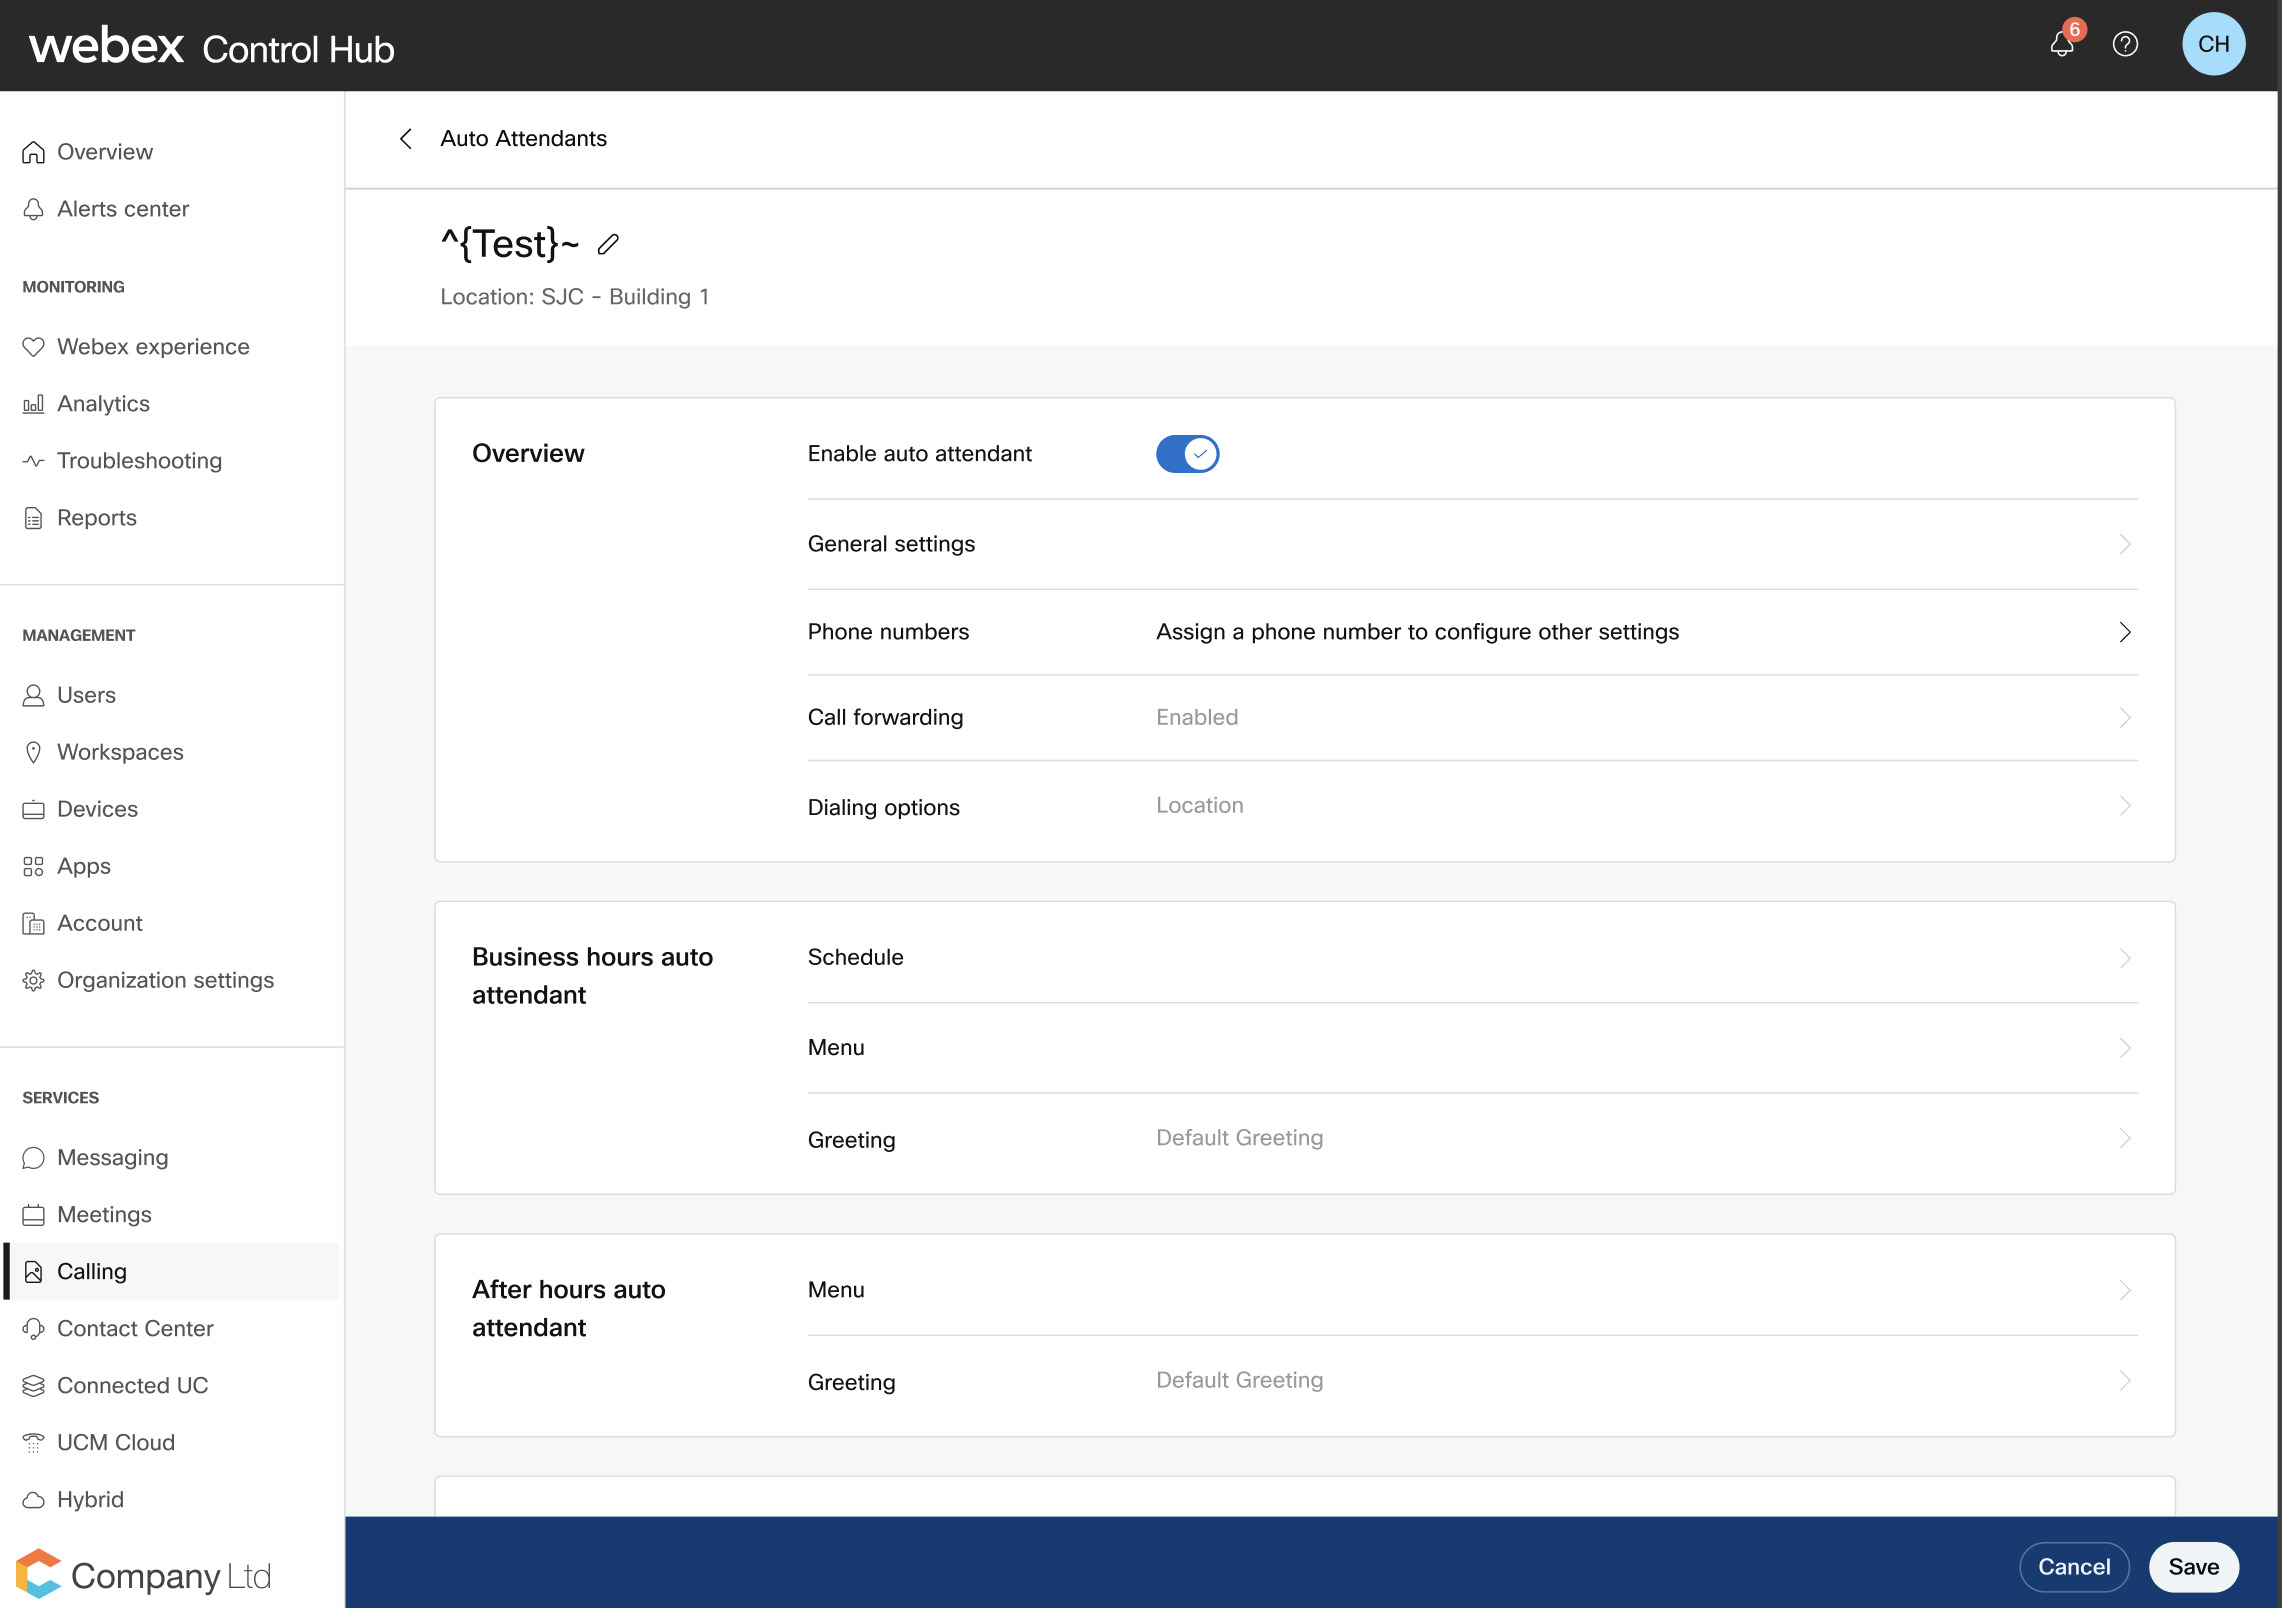 webex Control Hub
6
CH
Overview
Alerts center
MONITORING
Webex experience
Analytics
Troubleshooting
Reports
MANAGEMENT
Users
Workspaces
Devices
Apps
Account
Organization settings
SERVICES
Messaging
Meetings
Calling
Contact Center
Connected UC
UCM Cloud
Hybrid
Company Ltd
Auto Attendants
^{Test}~
Location: SJC - Building 1
Overview
Enable auto attendant
General settings
Phone numbers Assign a phone number to configure other settings
Call forwarding Enabled
Dialing options Location
Business hours auto
attendant
Schedule
Menu
Greeting Default Greeting
After hours auto
attendant
Menu
Greeting Default Greeting
Cancel Save